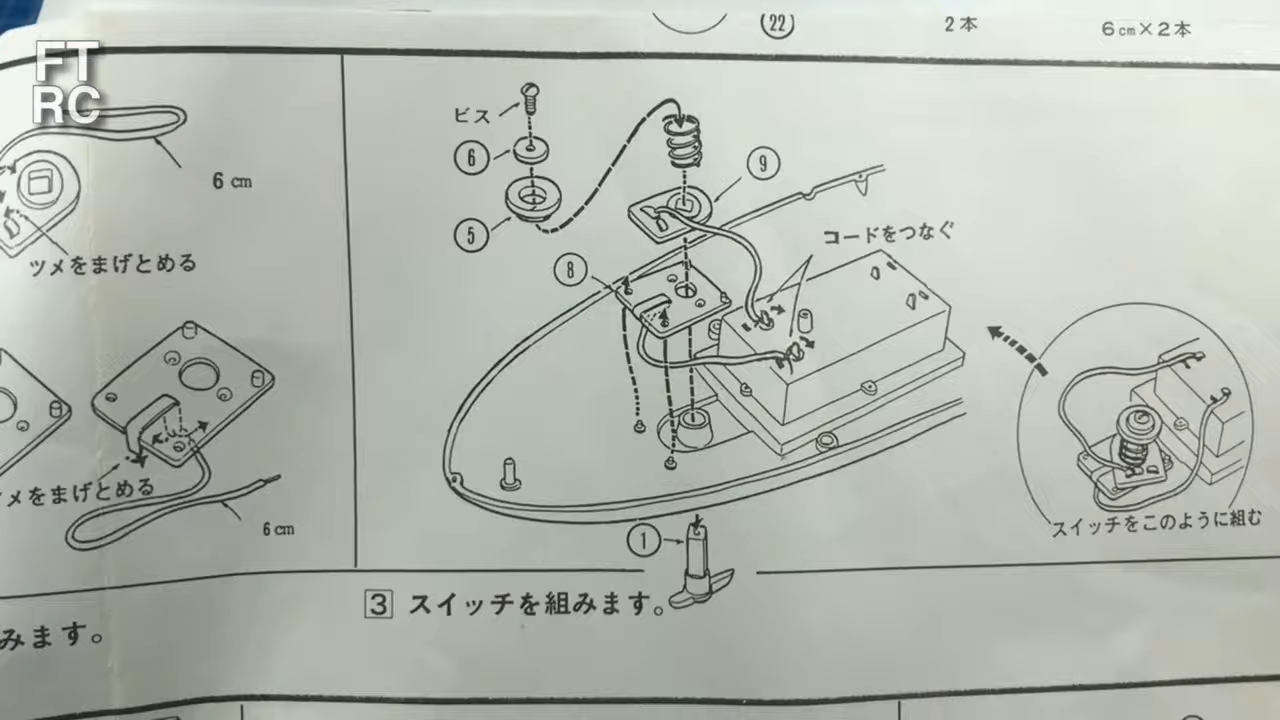 FT
RC
㉒
2本
6cm×2本
6cm
ツメをまげとめる
ツメをまげとめる
6cm
みます。
ビス
⑥
⑤
⑨
⑧
コードをつなぐ
①
スイッチをこのように組む
3 スイッチを組みます。